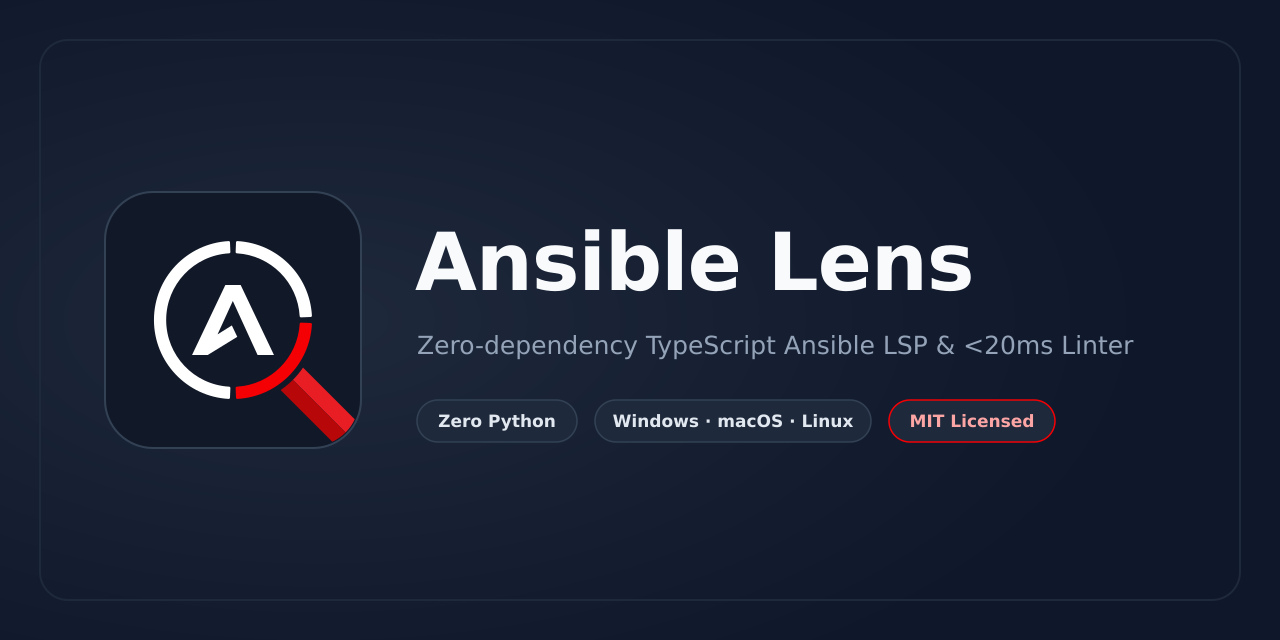 Ansible Lens
Zero-dependency TypeScript Ansible LSP & <20ms Linter
Zero Python
Windows · macOS · Linux
MIT Licensed